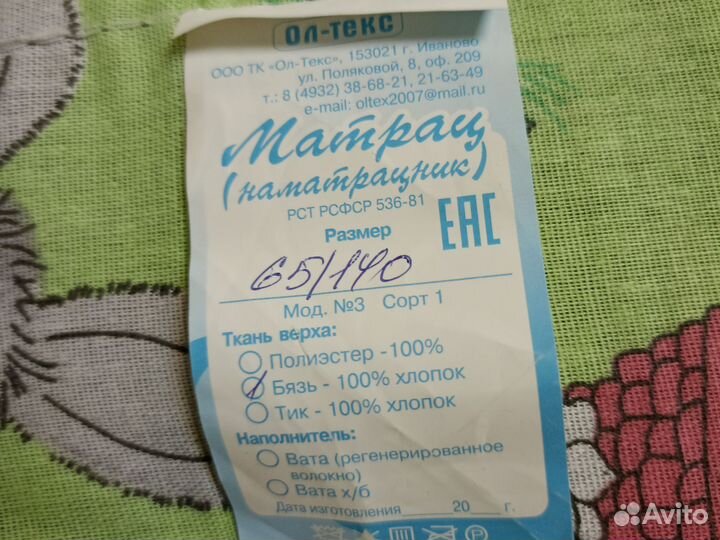 ОЛ-ТЕКС
ООО ТК «Ол-Текс», 153021 г. Иваново
ул. Поляковой, 8, оф. 209
т.: 8 (4932) 38-68-21, 21-63-49
e-mail: oltex2007@mail.ru
Матрац
(наматрацник)
РСТ РСФСР 536-81
EAC
Размер
65/140
Мод. №3 Сорт 1
Ткань верха:
Полиэстер -100%
Бязь - 100% хлопок
Тик - 100% хлопок
Наполнитель:
Вата (регенерированное
волокно)
Вата х/б
Дата изготовления 20 г.
P
Avito